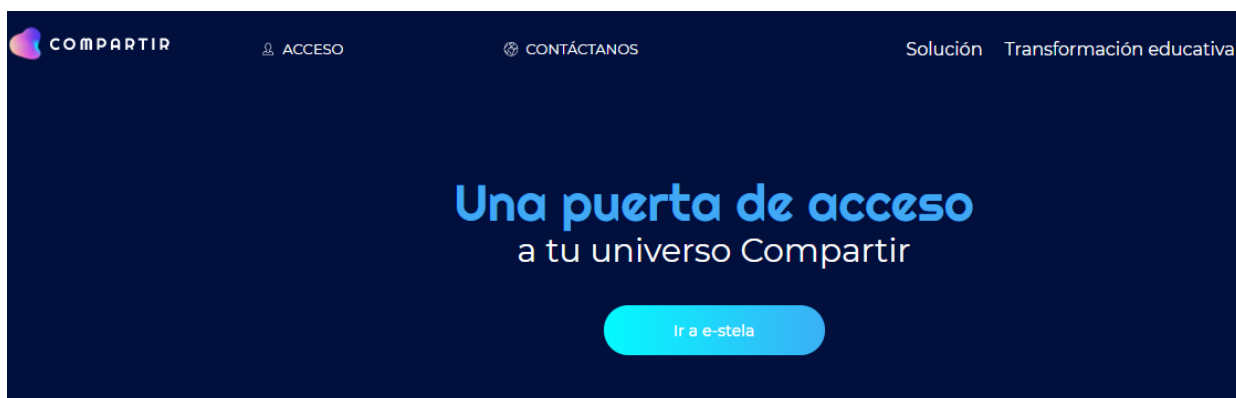 COMPARTIR ACCESO CONTÁCTANOS Solución Transformación educativa
Una puerta de acceso
a tu universo Compartir
Ir a e-stela